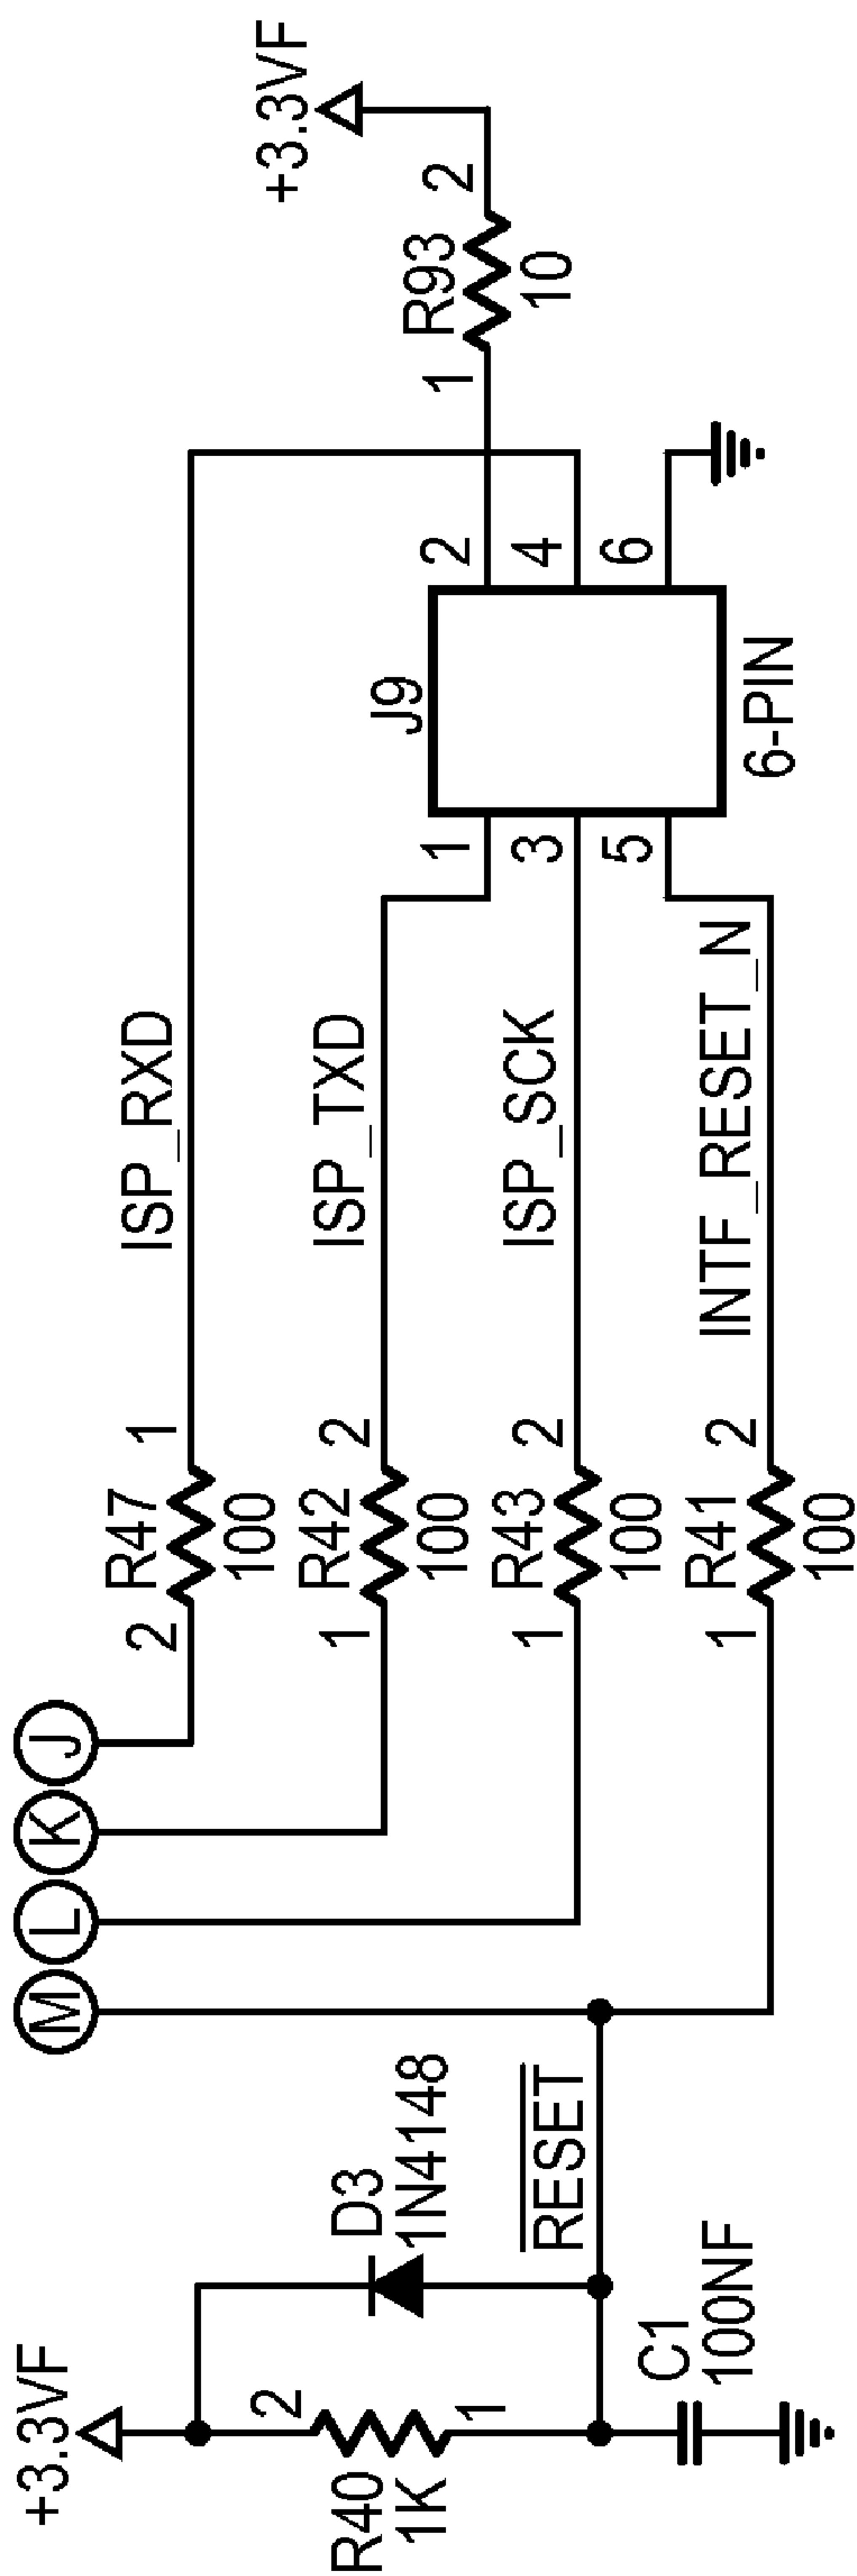 +3.3VF
R40
1K
2
1
D3
1N4148
RESET
C1
100NF
M
L
K
J
2
R47
100
1
ISP_RXD
1
R42
100
2
ISP_TXD
1
R43
100
2
ISP_SCK
1
R41
100
2
INTF_RESET_N
J9
1
3
5
2
4
6
6-PIN
1
R93
10
2
+3.3VF